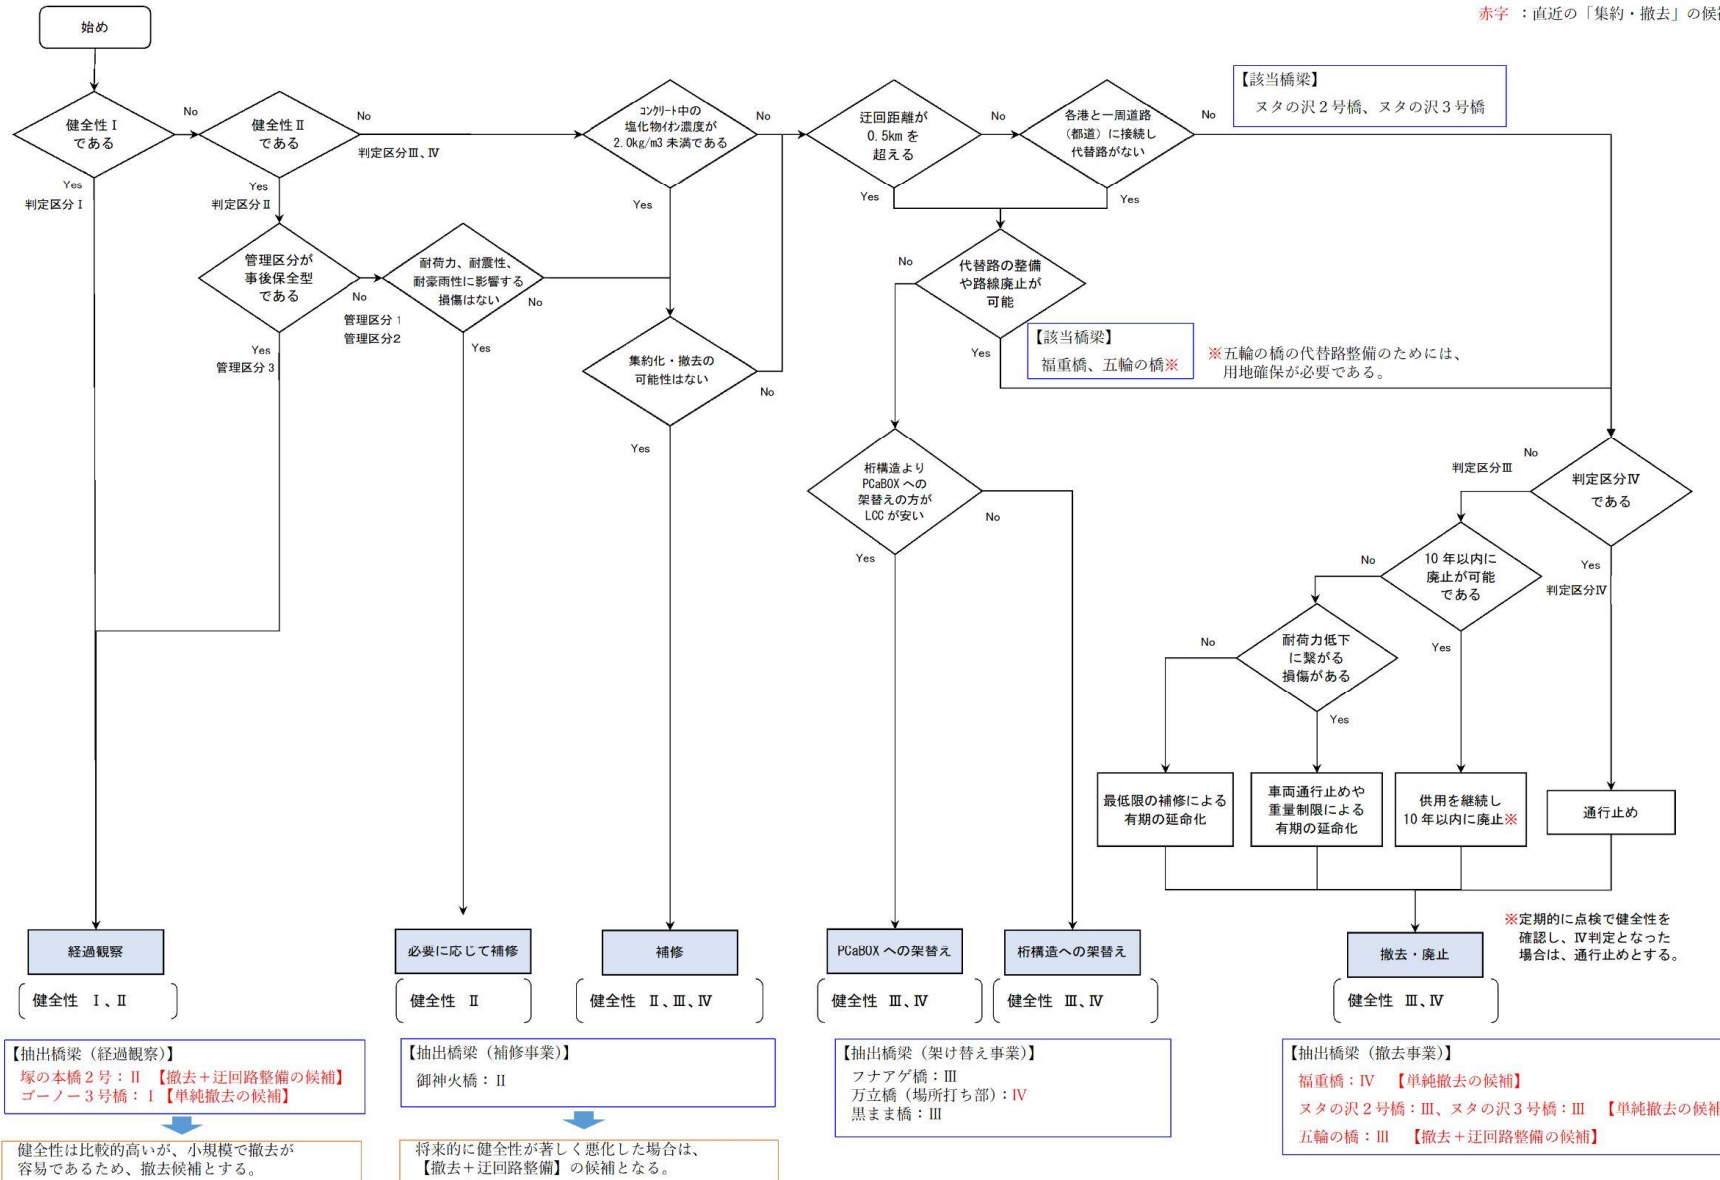 赤字 ：直近の「集約・撤去」の候
始め
健全性Ⅰ
である
No
Yes
判定区分Ⅰ
健全性Ⅱ
である
No
判定区分Ⅲ、Ⅳ
Yes
判定区分Ⅱ
管理区分が
事後保全型
である
No
管理区分1
管理区分2
Yes
管理区分3
耐荷力、耐震性、
耐豪雨性に影響する
損傷はない
No
Yes
コンクリート中の
塩化物イオン濃度が
2.0kg/m3 未満である
No
Yes
集約化・撤去の
可能性はない
No
Yes
迂回距離が
0.5km を
超える
No
Yes
各港と一周道路
（都道）に接続し
代替路がない
No
Yes
【該当橋梁】
ヌタの沢２号橋、ヌタの沢３号橋
代替路の整備
や路線廃止が
可能
No
Yes
【該当橋梁】
福重橋、五輪の橋※
※五輪の橋の代替路整備のためには、
用地確保が必要である。
桁構造より
PCaBOX への
架替えの方が
LCC が安い
No
Yes
判定区分Ⅳ
である
No
判定区分Ⅲ
Yes
判定区分Ⅳ
10 年以内に
廃止が可能
である
No
Yes
耐荷力低下
に繋がる
損傷がある
No
Yes
最低限の補修による
有期の延命化
車両通行止めや
重量制限による
有期の延命化
供用を継続し
10 年以内に廃止※
通行止め
※定期的に点検で健全性を
確認し、Ⅳ判定となった
場合は、通行止めとする。
経過観察
必要に応じて補修
補修
PCaBOX への架替え
桁構造への架替え
撤去・廃止
健全性 Ⅰ、Ⅱ
健全性 Ⅱ
健全性 Ⅱ、Ⅲ、Ⅳ
健全性 Ⅲ、Ⅳ
健全性 Ⅲ、Ⅳ
健全性 Ⅲ、Ⅳ
【抽出橋梁（経過観察）】
塚の本橋２号：Ⅱ 【撤去＋迂回路整備の候補】
ゴーノー３号橋：Ⅰ【単純撤去の候補】
健全性は比較的高いが、小規模で撤去が
容易であるため、撤去候補とする。
【抽出橋梁（補修事業）】
御神火橋：Ⅱ
将来的に健全性が著しく悪化した場合は、
【撤去＋迂回路整備】の候補となる。
【抽出橋梁（架け替え事業）】
フナアゲ橋：Ⅲ
万立橋（場所打ち部）：Ⅳ
黒まま橋：Ⅲ
【抽出橋梁（撤去事業）】
福重橋：Ⅳ 【単純撤去の候補】
ヌタの沢２号橋：Ⅲ、ヌタの沢３号橋：Ⅲ 【単純撤去の候補
五輪の橋：Ⅲ 【撤去＋迂回路整備の候補】